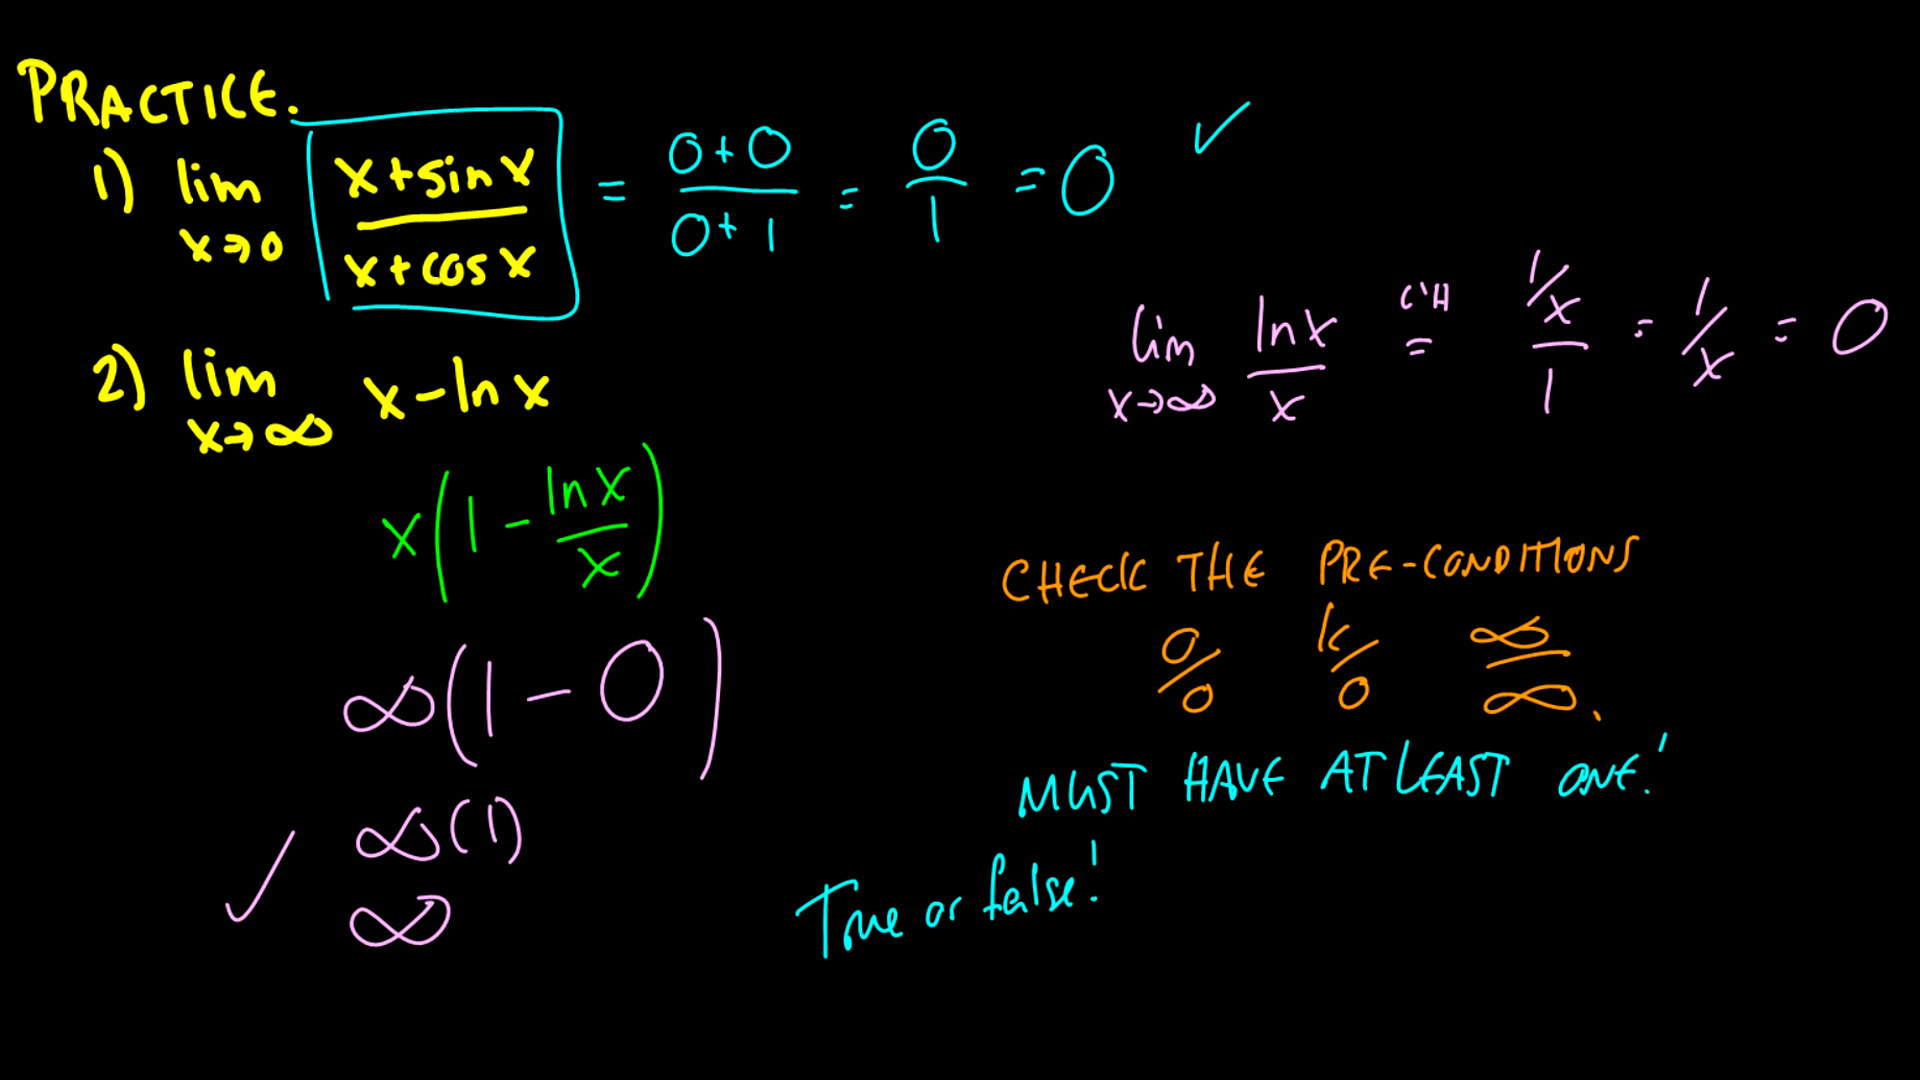 PRACTICE.
1) lim x→0 (x+sin x)/(x+cos x) = (0+0)/(0+1) = 0/1 = 0 ✓
lim x→∞ ln x/x L'H = (1/x)/1 = 1/x = 0
2) lim x→∞ x-ln x
x(1 - ln x/x)
∞(1-0)
∞(1)
✓ ∞
CHECK THE PRE-CONDITIONS
0/0 k/0 ∞/∞.
MUST HAVE AT LEAST ONE!
True or false!